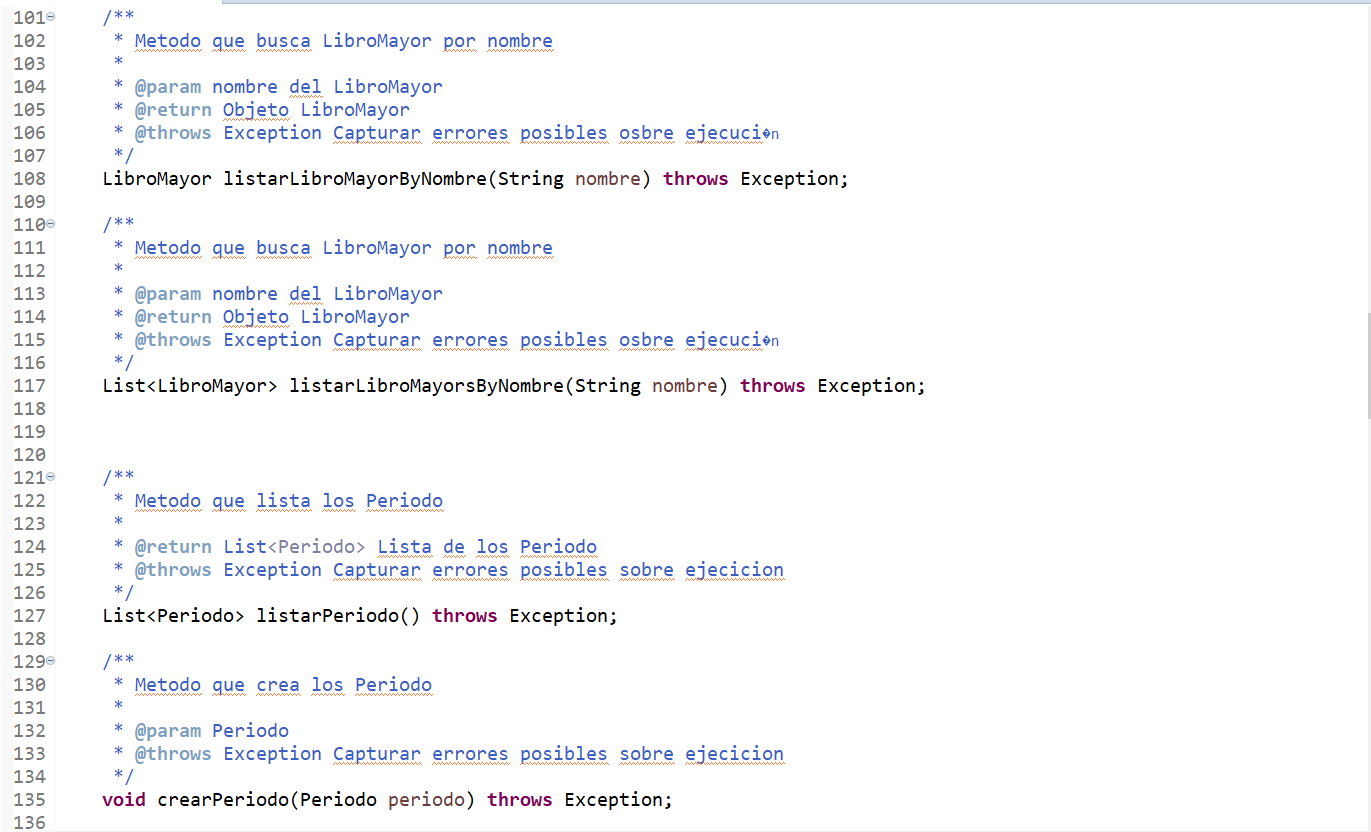 101 /**
102 * Metodo que busca LibroMayor por nombre
103 *
104 * @param nombre del LibroMayor
105 * @return Objeto LibroMayor
106 * @throws Exception Capturar errores posibles osbre ejecuci�n
107 */
108 LibroMayor listarLibroMayorByNombre(String nombre) throws Exception;
109
110 /**
111 * Metodo que busca LibroMayor por nombre
112 *
113 * @param nombre del LibroMayor
114 * @return Objeto LibroMayor
115 * @throws Exception Capturar errores posibles osbre ejecuci�n
116 */
117 List<LibroMayor> listarLibroMayorsByNombre(String nombre) throws Exception;
118
119
120
121 /**
122 * Metodo que lista los Periodo
123 *
124 * @return List<Periodo> Lista de los Periodo
125 * @throws Exception Capturar errores posibles sobre ejecicion
126 */
127 List<Periodo> listarPeriodo() throws Exception;
128
129 /**
130 * Metodo que crea los Periodo
131 *
132 * @param Periodo
133 * @throws Exception Capturar errores posibles sobre ejecicion
134 */
135 void crearPeriodo(Periodo periodo) throws Exception;
136